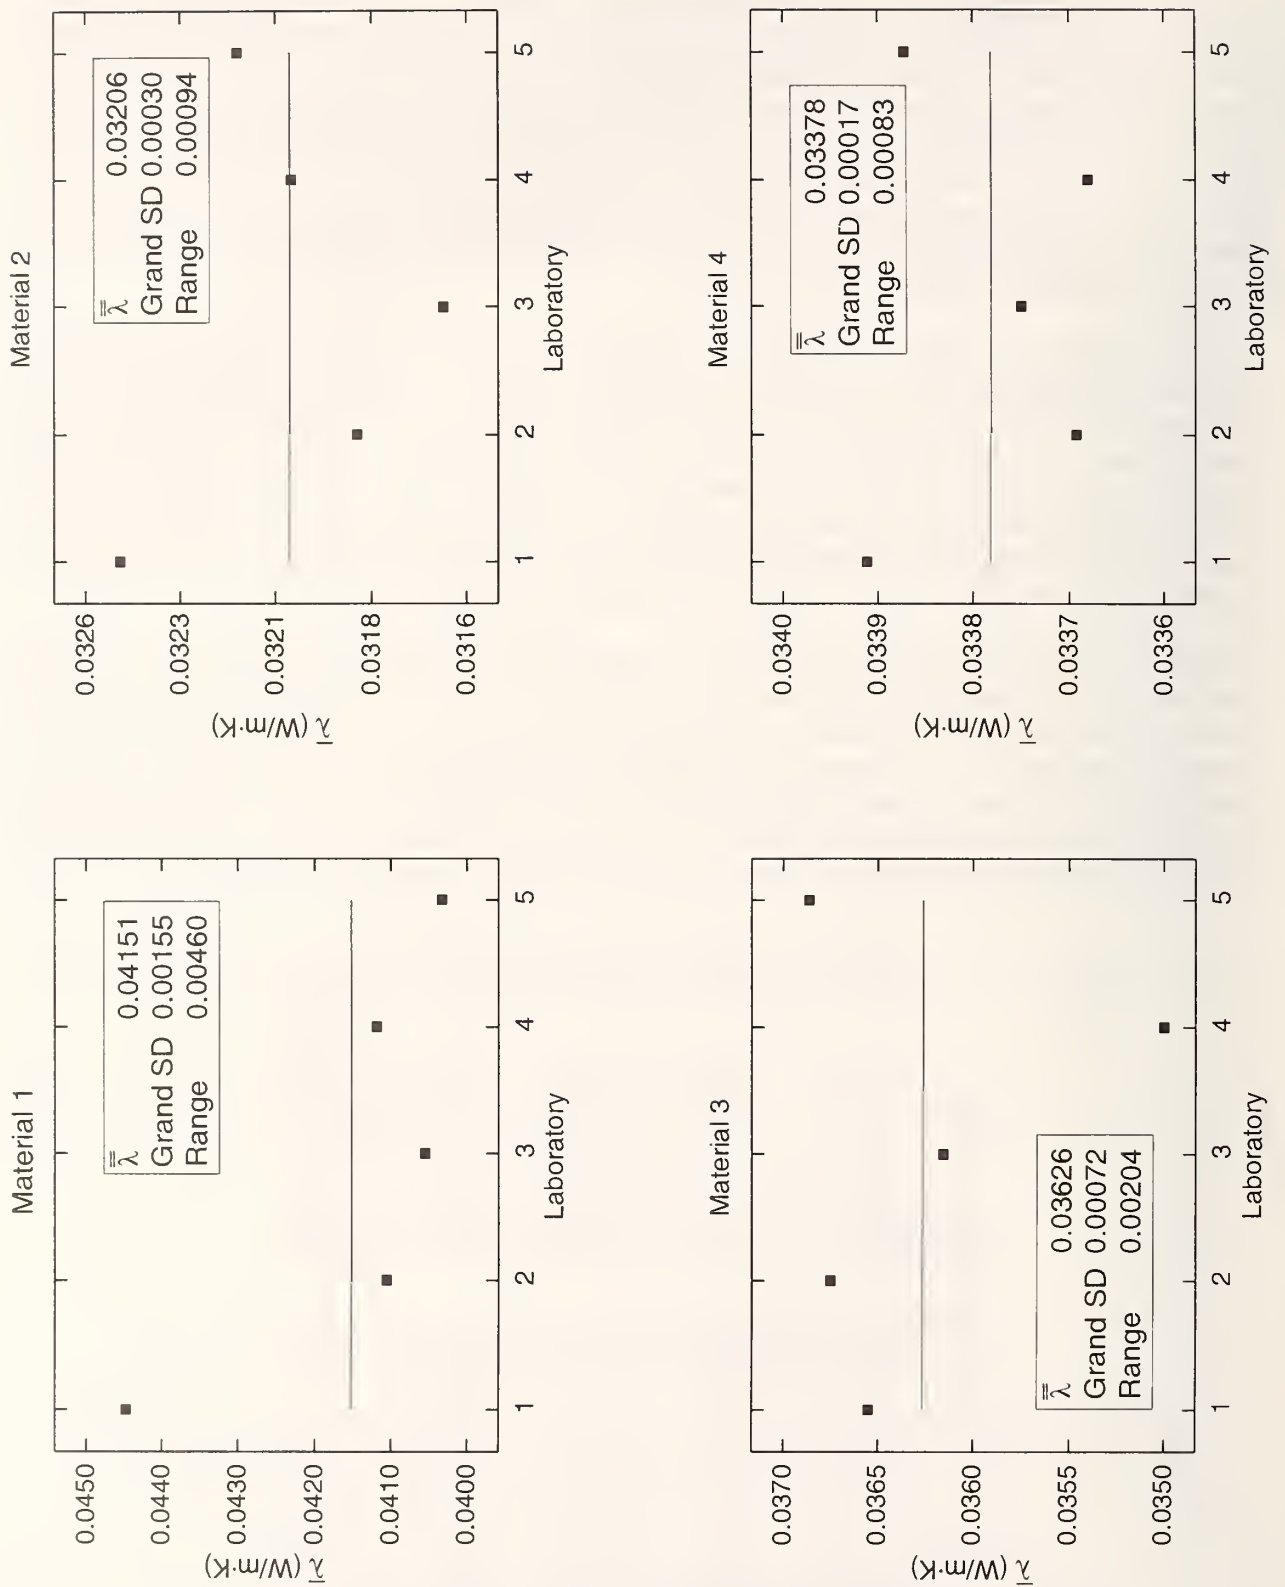 Material 1
λ̿ 0.04151
Grand SD 0.00155
Range 0.00460
0.0450
0.0440
0.0430
0.0420
0.0410
0.0400
λ̅ (W/m·K)
1 2 3 4 5
Laboratory
Material 2
λ̿ 0.03206
Grand SD 0.00030
Range 0.00094
0.0326
0.0323
0.0321
0.0318
0.0316
λ̅ (W/m·K)
1 2 3 4 5
Laboratory
Material 3
0.0370
0.0365
0.0360
0.0355
0.0350
λ̅ (W/m·K)
λ̿ 0.03626
Grand SD 0.00072
Range 0.00204
1 2 3 4 5
Laboratory
Material 4
λ̿ 0.03378
Grand SD 0.00017
Range 0.00083
0.0340
0.0339
0.0338
0.0337
0.0336
λ̅ (W/m·K)
1 2 3 4 5
Laboratory